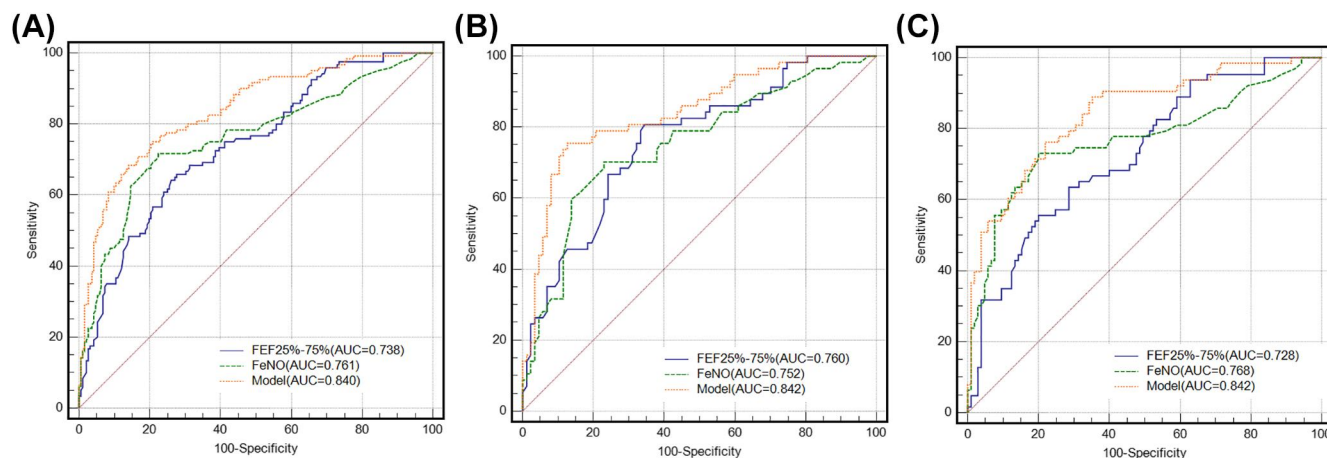 (A)
100
80
60
40
20
0
Sensitivity
FEF25%-75%(AUC=0.738)
FeNO(AUC=0.761)
Model(AUC=0.840)
0 20 40 60 80 100
100-Specificity
(B)
100
80
60
40
20
0
Sensitivity
FEF25%-75%(AUC=0.760)
FeNO(AUC=0.752)
Model(AUC=0.842)
0 20 40 60 80 100
100-Specificity
(C)
100
80
60
40
20
0
Sensitivity
FEF25%-75%(AUC=0.728)
FeNO(AUC=0.768)
Model(AUC=0.842)
0 20 40 60 80 100
100-Specificity